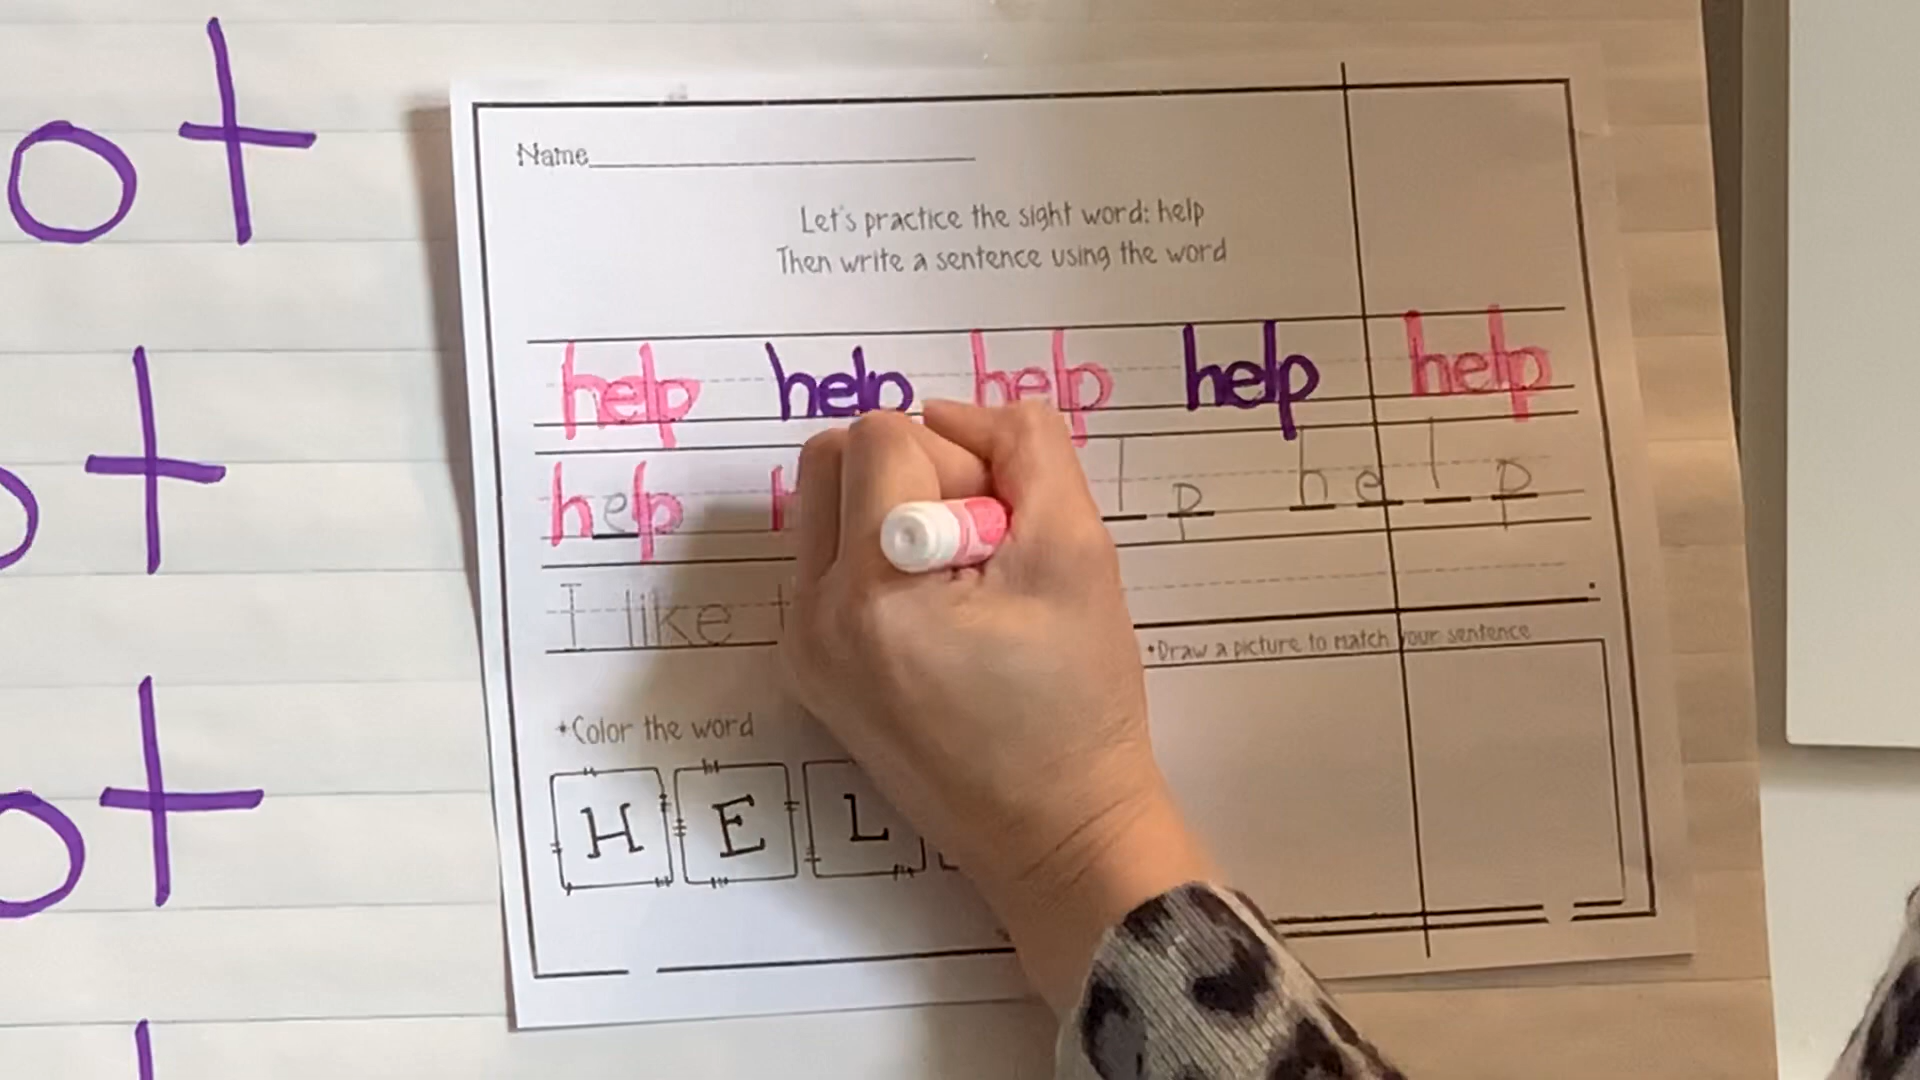 ot
ot
ot
Name
Let's practice the sight word: help
Then write a sentence using the word
help help help help help
help h l p help
I like t
*Color the word
*Draw a picture to match your sentence
H E L